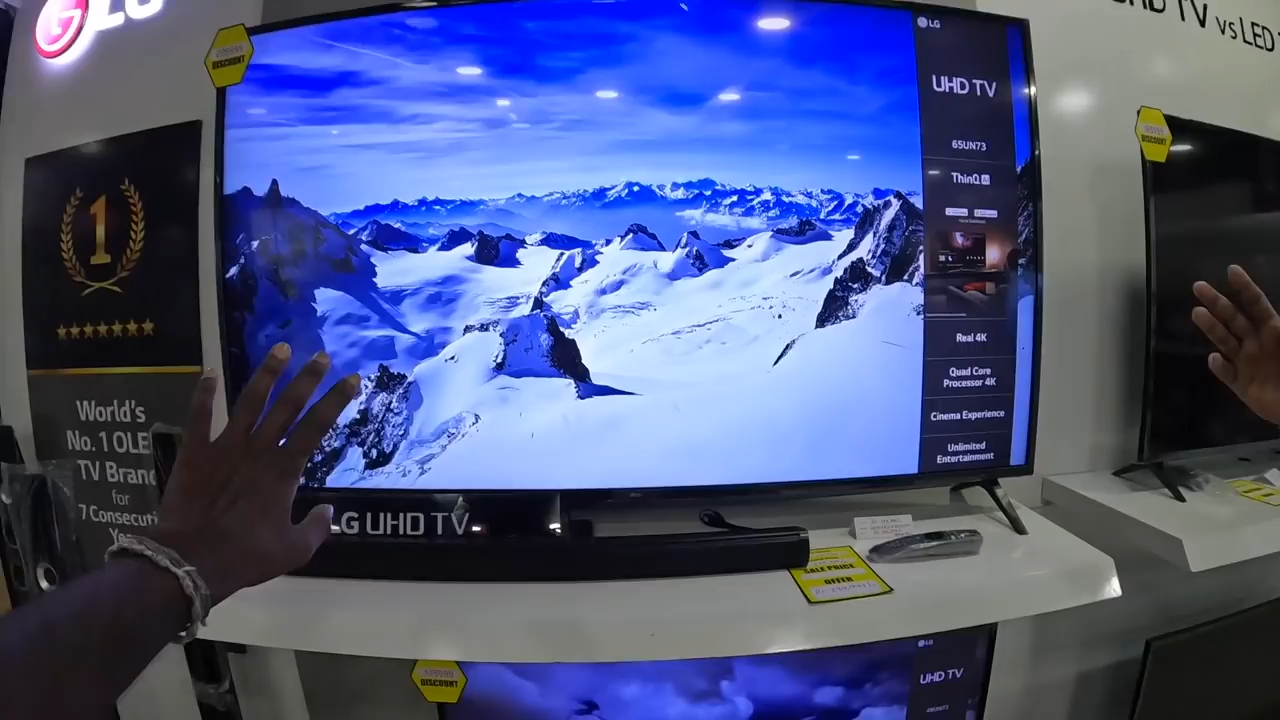 LG
DISCOUNT
1
World's
No. 1 OLE
TV Brand
for
7 Consecuti
Ye
LG
UHD TV
65UN73
ThinQ AI
Real 4K
Quad Core
Processor 4K
Cinema Experience
Unlimited
Entertainment
TV vs LED
DISCOUNT
LG UHD TV
SALE PRICE
OFFER
DISCOUNT
LG
UHD TV